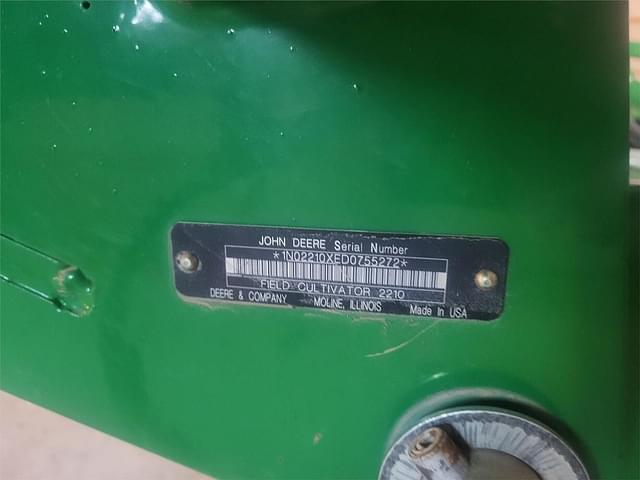 JOHN DEERE Serial Number
*1N02210XED0755272*
FIELD CULTIVATOR 2210
DEERE & COMPANY MOLINE, ILLINOIS Made in USA